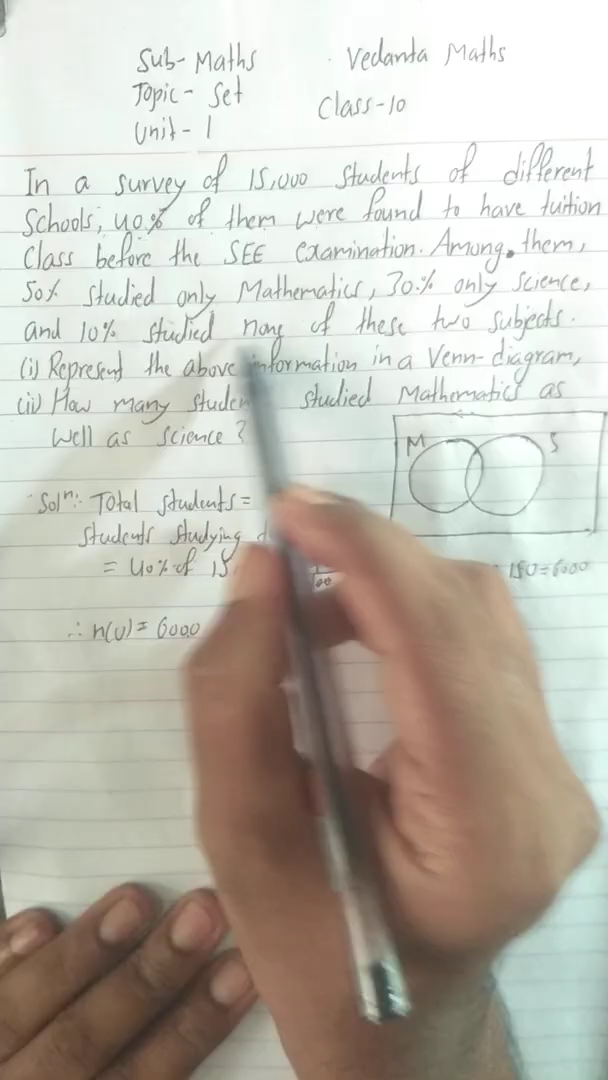 Sub- Maths Vedanta Maths
Topic- Set Class-10
Unit- 1
In a survey of 15,000 students of different
Schools, 40% of them were found to have tuition
Class before the SEE examination. Among them,
50% studied only Mathematics, 30% only science,
and 10% studied none of these two subjects.
(i) Represent the above information in a Venn-diagram,
(ii) How many studen studied Mathematics as
well as science?
M S
Solⁿ: Total students =
Students studying
= 40% of 15,
150=6000
∴ n(U)= 6000